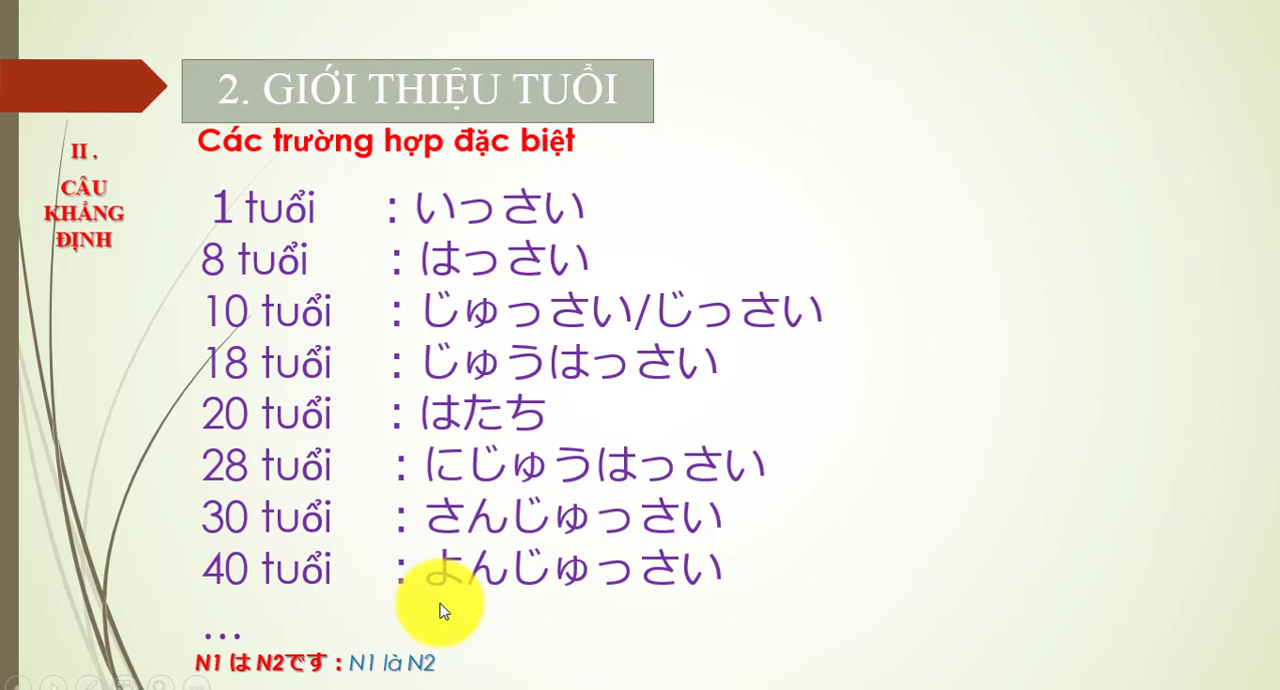 2. GIỚI THIỆU TUỔI
Các trường hợp đặc biệt
II .
CÂU
KHẲNG
ĐỊNH
1 tuổi : いっさい
8 tuổi : はっさい
10 tuổi : じゅっさい/じっさい
18 tuổi : じゅうはっさい
20 tuổi : はたち
28 tuổi : にじゅうはっさい
30 tuổi : さんじゅっさい
40 tuổi : よんじゅっさい
...
N1 は N2です : N1 là N2